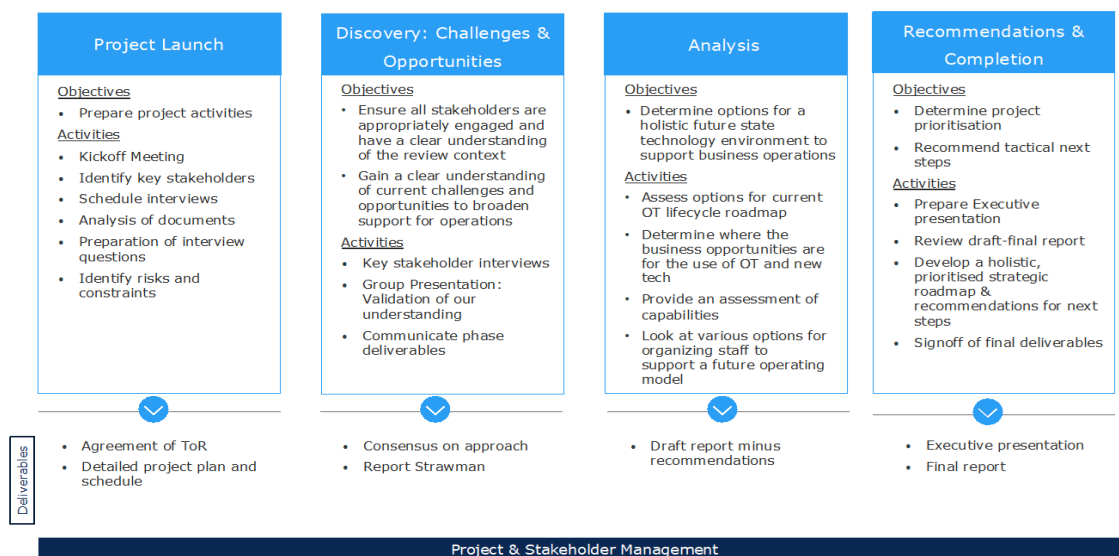 Project Launch
Objectives
• Prepare project activities
Activities
• Kickoff Meeting
• Identify key stakeholders
• Schedule interviews
• Analysis of documents
• Preparation of interview
questions
• Identify risks and
constraints
Discovery: Challenges &
Opportunities
Objectives
• Ensure all stakeholders are
appropriately engaged and
have a clear understanding
of the review context
• Gain a clear understanding
of current challenges and
opportunities to broaden
support for operations
Activities
• Key stakeholder interviews
• Group Presentation:
Validation of our
understanding
• Communicate phase
deliverables
Analysis
Objectives
• Determine options for a
holistic future state
technology environment to
support business operations
Activities
• Assess options for current
OT lifecycle roadmap
• Determine where the
business opportunities are
for the use of OT and new
tech
• Provide an assessment of
capabilities
• Look at various options for
organizing staff to
support a future operating
model
Recommendations &
Completion
Objectives
• Determine project
prioritisation
• Recommend tactical next
steps
Activities
• Prepare Executive
presentation
• Review draft-final report
• Develop a holistic,
prioritised strategic
roadmap &
recommendations for next
steps
• Signoff of final deliverables
Deliverables
• Agreement of ToR
• Detailed project plan and
schedule
• Consensus on approach
• Report Strawman
• Draft report minus
recommendations
• Executive presentation
• Final report
Project & Stakeholder Management